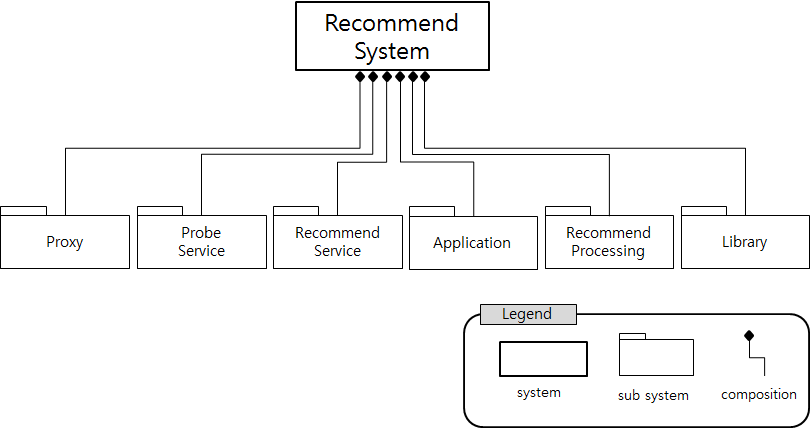 Recommend
System
Proxy
Probe
Service
Recommend
Service
Application
Recommend
Processing
Library
Legend
system
sub system
composition